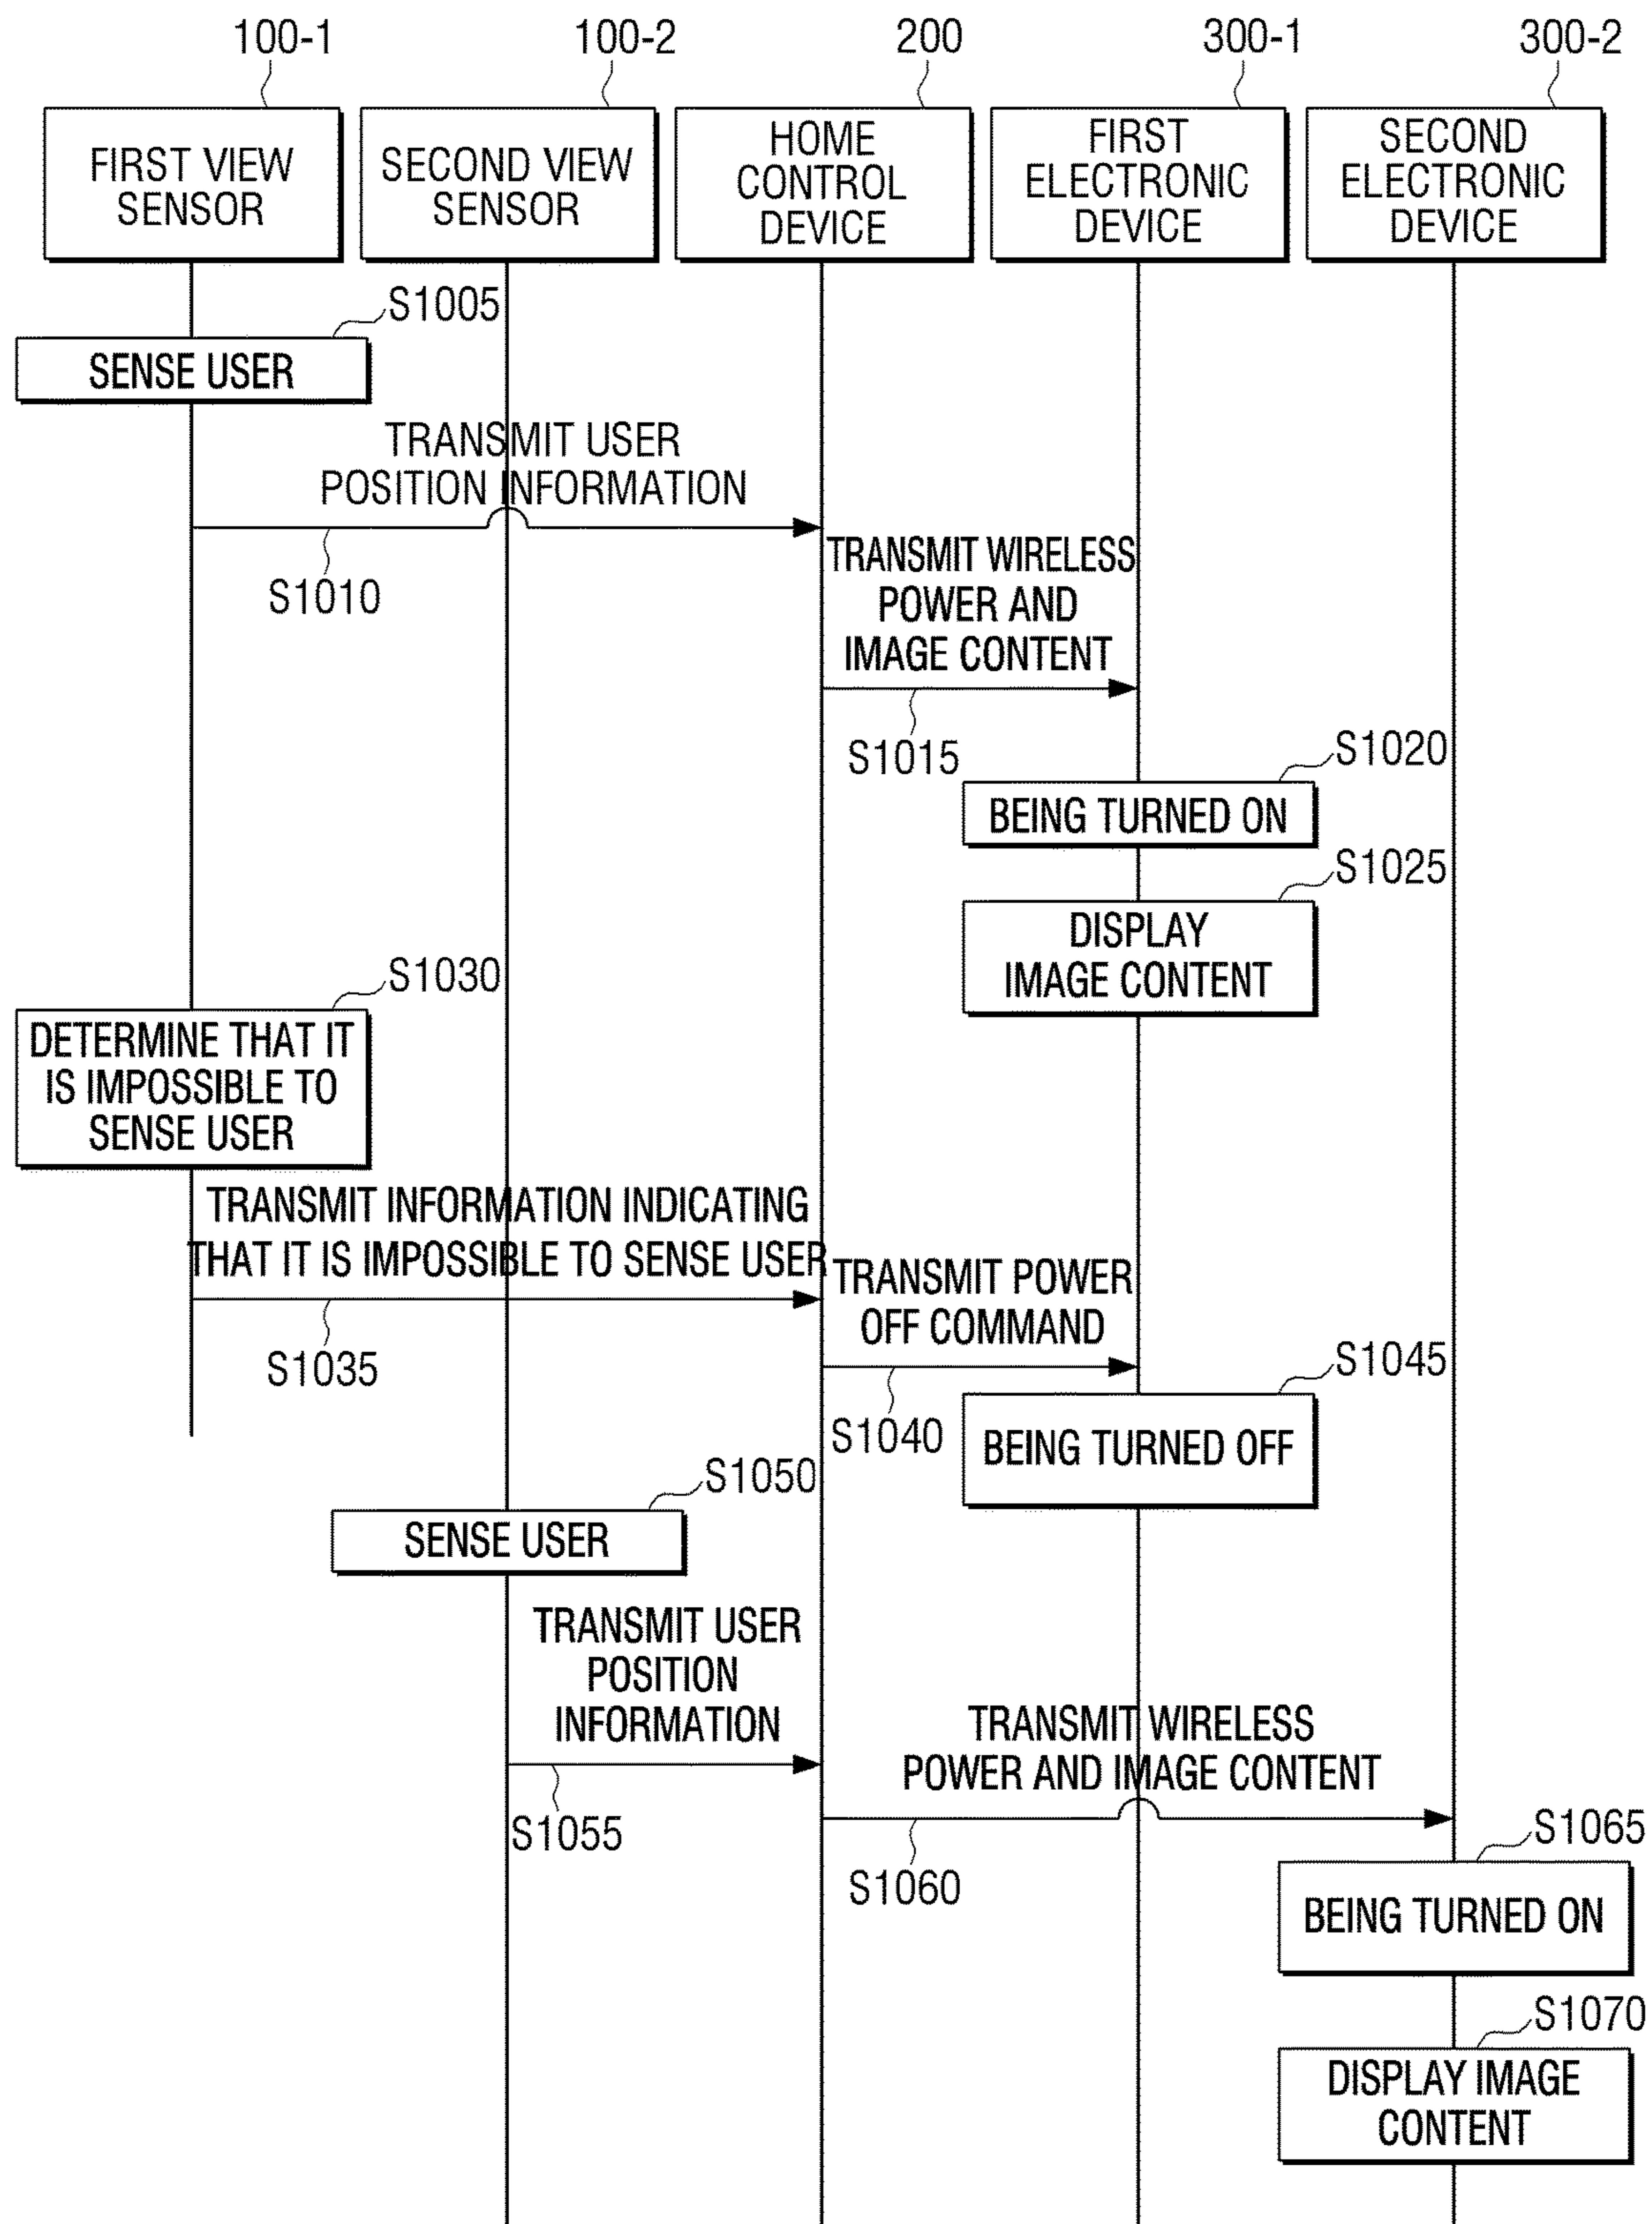 100-1
100-2
200
300-1
300-2
FIRST VIEW
SENSOR
SECOND VIEW
SENSOR
HOME
CONTROL
DEVICE
FIRST
ELECTRONIC
DEVICE
SECOND
ELECTRONIC
DEVICE
S1005
SENSE USER
TRANSMIT USER
POSITION INFORMATION
S1010
TRANSMIT WIRELESS
POWER AND
IMAGE CONTENT
S1015
S1020
BEING TURNED ON
S1025
DISPLAY
IMAGE CONTENT
S1030
DETERMINE THAT IT
IS IMPOSSIBLE TO
SENSE USER
TRANSMIT INFORMATION INDICATING
THAT IT IS IMPOSSIBLE TO SENSE USER
S1035
TRANSMIT POWER
OFF COMMAND
S1040
S1045
BEING TURNED OFF
S1050
SENSE USER
TRANSMIT USER
POSITION
INFORMATION
S1055
TRANSMIT WIRELESS
POWER AND IMAGE CONTENT
S1060
S1065
BEING TURNED ON
S1070
DISPLAY IMAGE
CONTENT